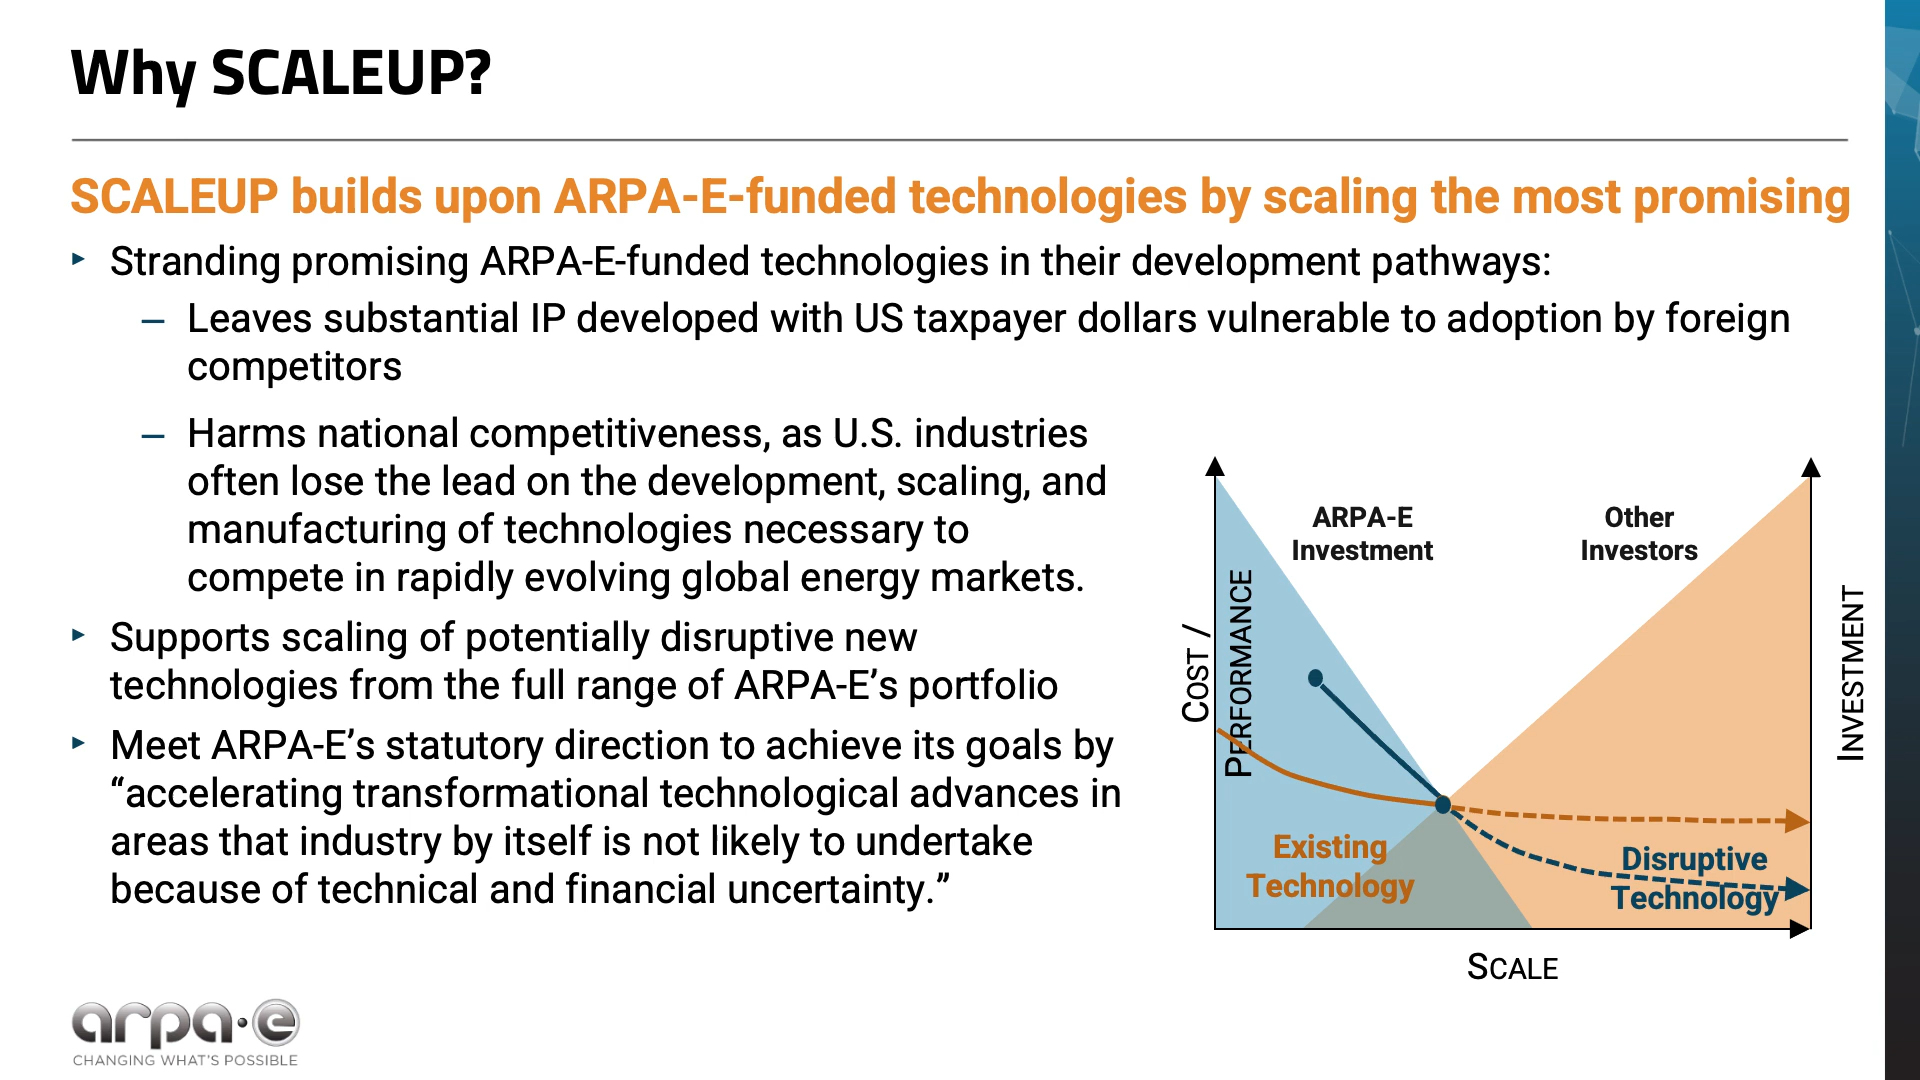 Why SCALEUP?
SCALEUP builds upon ARPA-E-funded technologies by scaling the most promising
‣ Stranding promising ARPA-E-funded technologies in their development pathways:
– Leaves substantial IP developed with US taxpayer dollars vulnerable to adoption by foreign
competitors
– Harms national competitiveness, as U.S. industries
often lose the lead on the development, scaling, and
manufacturing of technologies necessary to
compete in rapidly evolving global energy markets.
‣ Supports scaling of potentially disruptive new
technologies from the full range of ARPA-E’s portfolio
‣ Meet ARPA-E’s statutory direction to achieve its goals by
“accelerating transformational technological advances in
areas that industry by itself is not likely to undertake
because of technical and financial uncertainty.”
ARPA-E
Investment
Other
Investors
COST /
PERFORMANCE
INVESTMENT
Existing
Technology
Disruptive
Technology
SCALE
arpa·e
CHANGING WHAT'S POSSIBLE